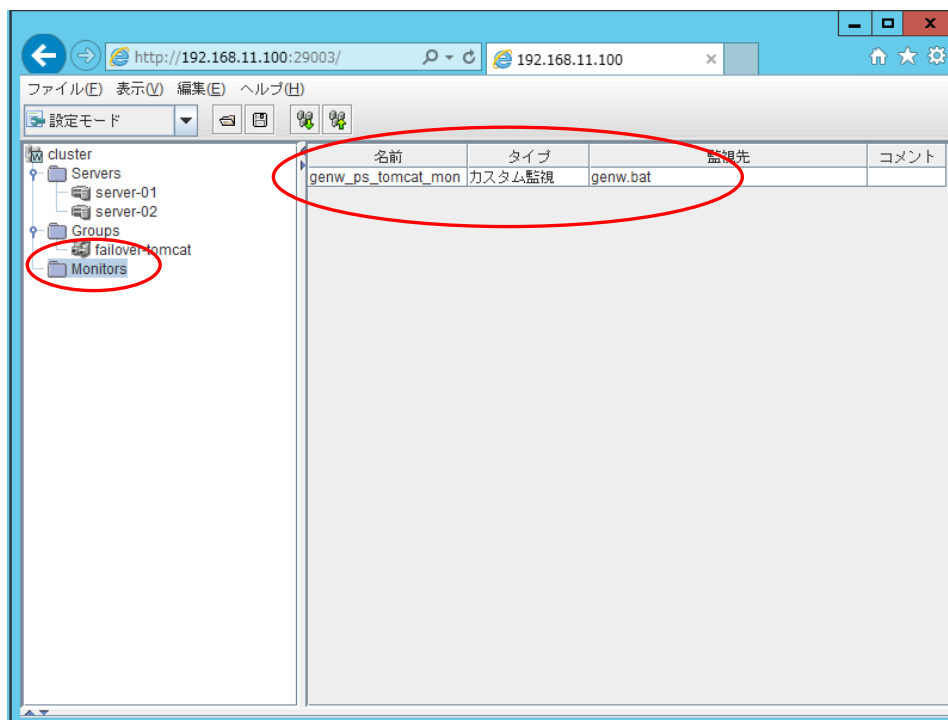 http://192.168.11.100:29003/
192.168.11.100
ファイル(F) 表示(V) 編集(E) ヘルプ(H)
設定モード
cluster
Servers
server-01
server-02
Groups
failover-tomcat
Monitors
名前 タイプ 監視先 コメント
genw_ps_tomcat_mon カスタム監視 genw.bat